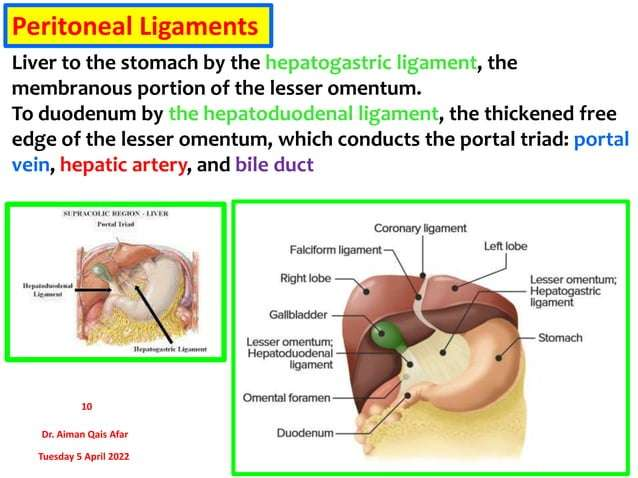 Peritoneal Ligaments
Liver to the stomach by the hepatogastric ligament, the
membranous portion of the lesser omentum.
To duodenum by the hepatoduodenal ligament, the thickened free
edge of the lesser omentum, which conducts the portal triad: portal
vein, hepatic artery, and bile duct
SUPRACOLIC REGION - LIVER
Portal Triad
Hepatoduodenal
Ligament
Hepatogastric Ligament
Coronary ligament
Falciform ligament
Left lobe
Right lobe
Lesser omentum;
Hepatogastric
ligament
Gallbladder
Stomach
Lesser omentum;
Hepatoduodenal
ligament
Omental foramen
Duodenum
10
Dr. Aiman Qais Afar
Tuesday 5 April 2022